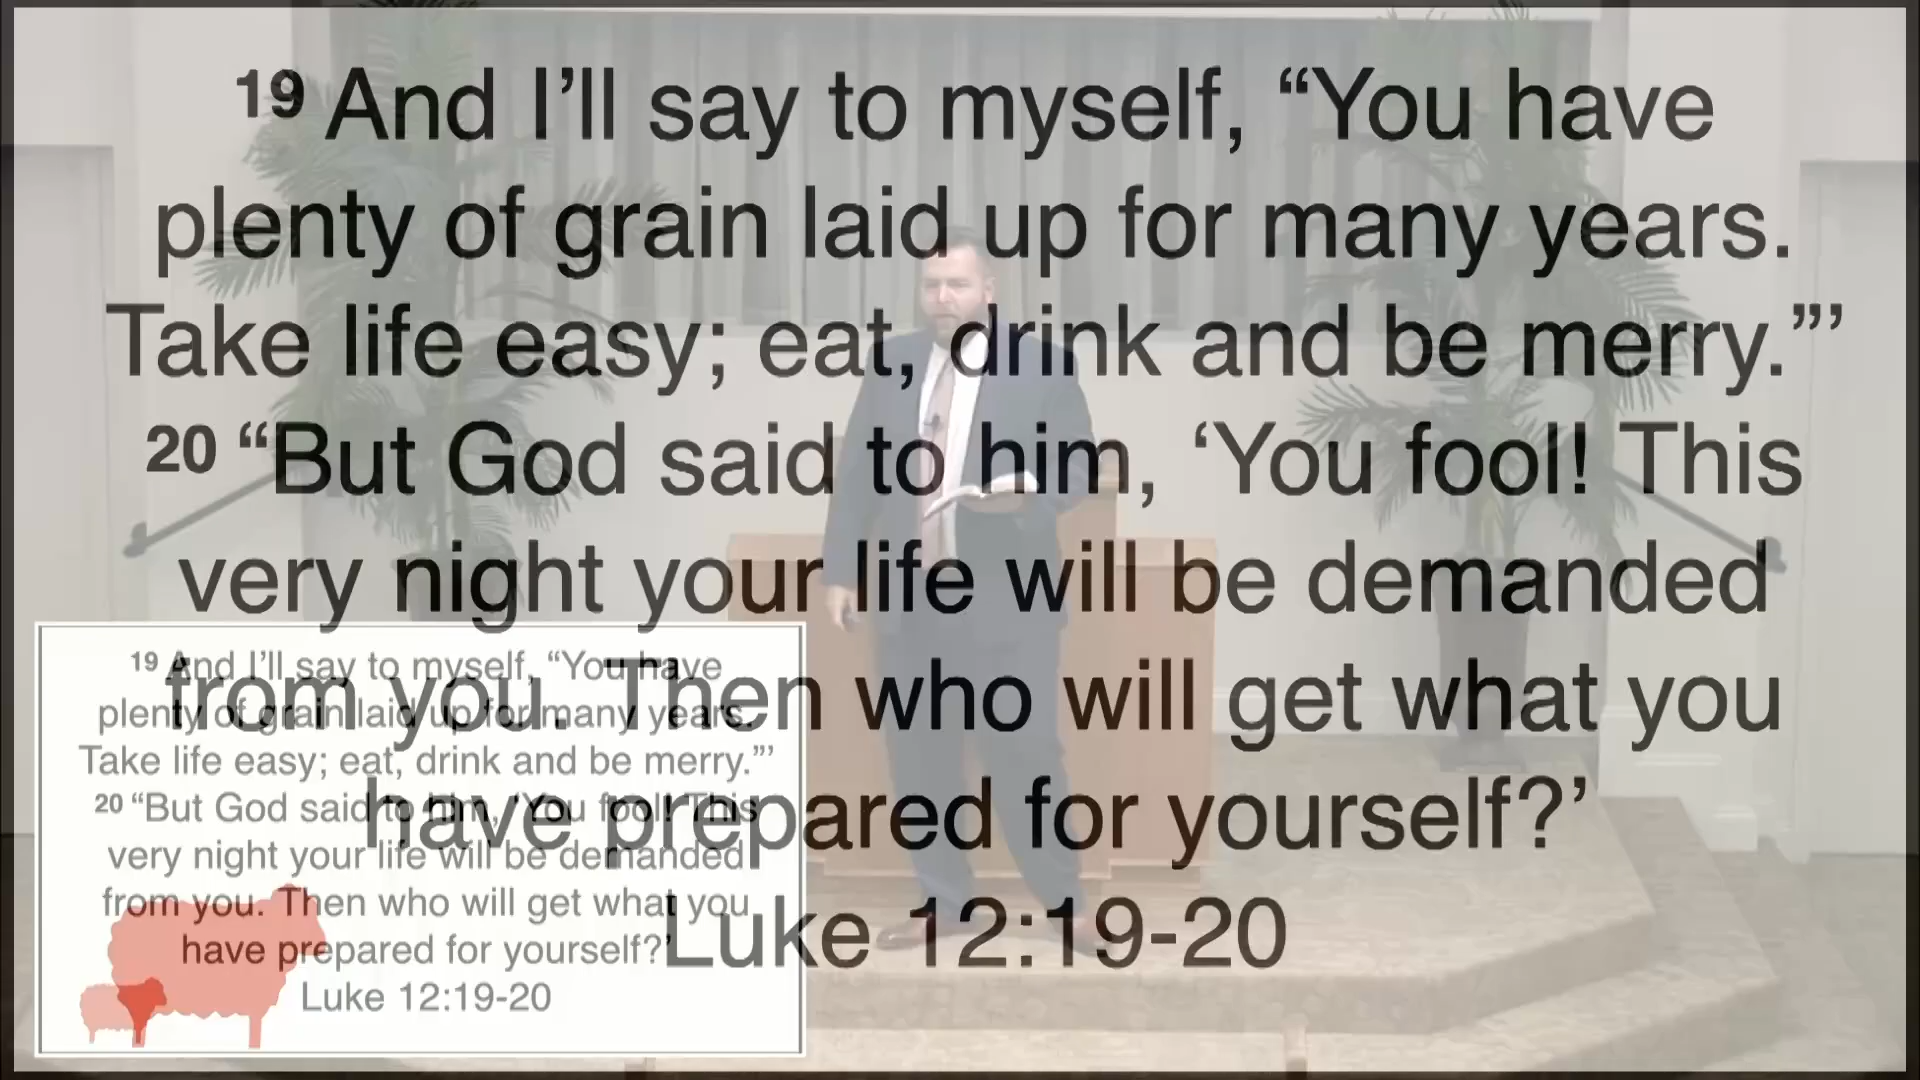 19 And I’ll say to myself, “You have
plenty of grain laid up for many years.
Take life easy; eat, drink and be merry.”’
20 “But God said to him, ‘You fool! This
very night your life will be demanded
from you. Then who will get what you
have prepared for yourself?’
Luke 12:19-20
19 And I’ll say to myself, “You have
plenty of grain laid up for many years.
Take life easy; eat, drink and be merry.”’
20 “But God said to him, ‘You fool! This
very night your life will be demanded
from you. Then who will get what you
have prepared for yourself?’
Luke 12:19-20